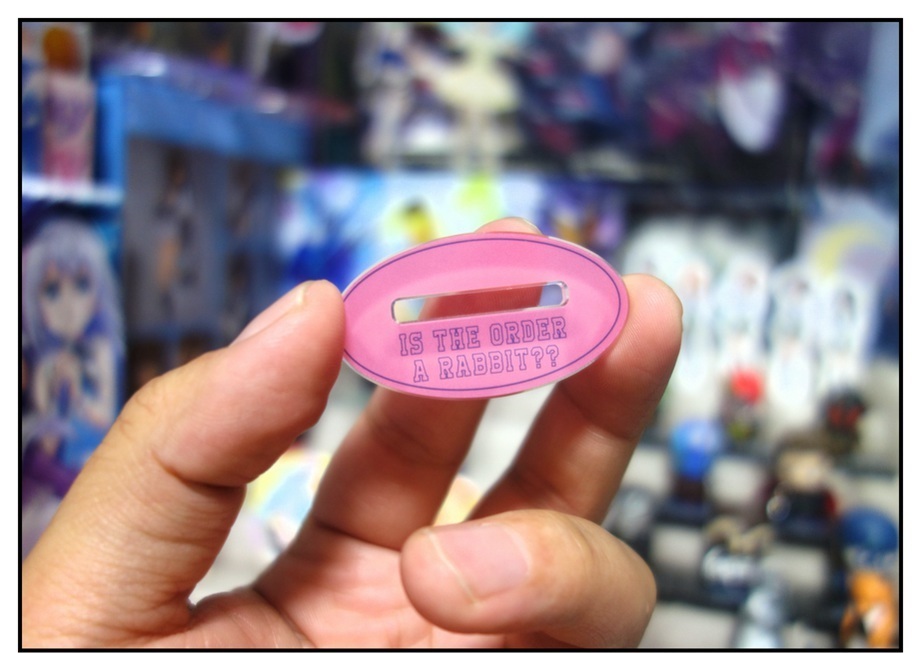 IS THE ORDER
A RABBIT??